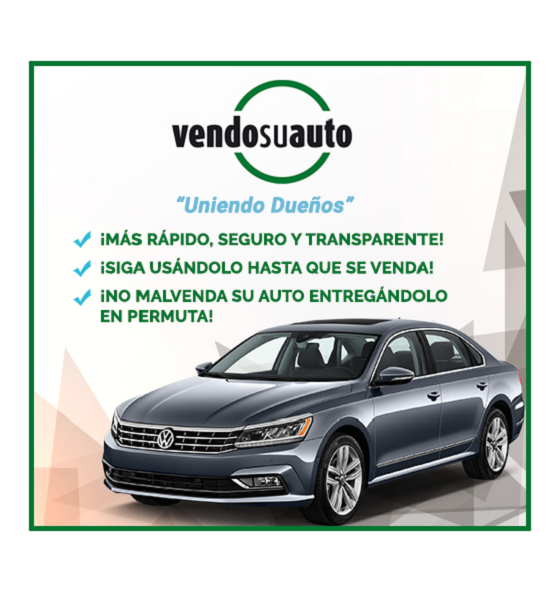 vendosuauto
“Uniendo Dueños”
¡MÁS RÁPIDO, SEGURO Y TRANSPARENTE!
¡SIGA USÁNDOLO HASTA QUE SE VENDA!
¡NO MALVENDA SU AUTO ENTREGÁNDOLO
EN PERMUTA!